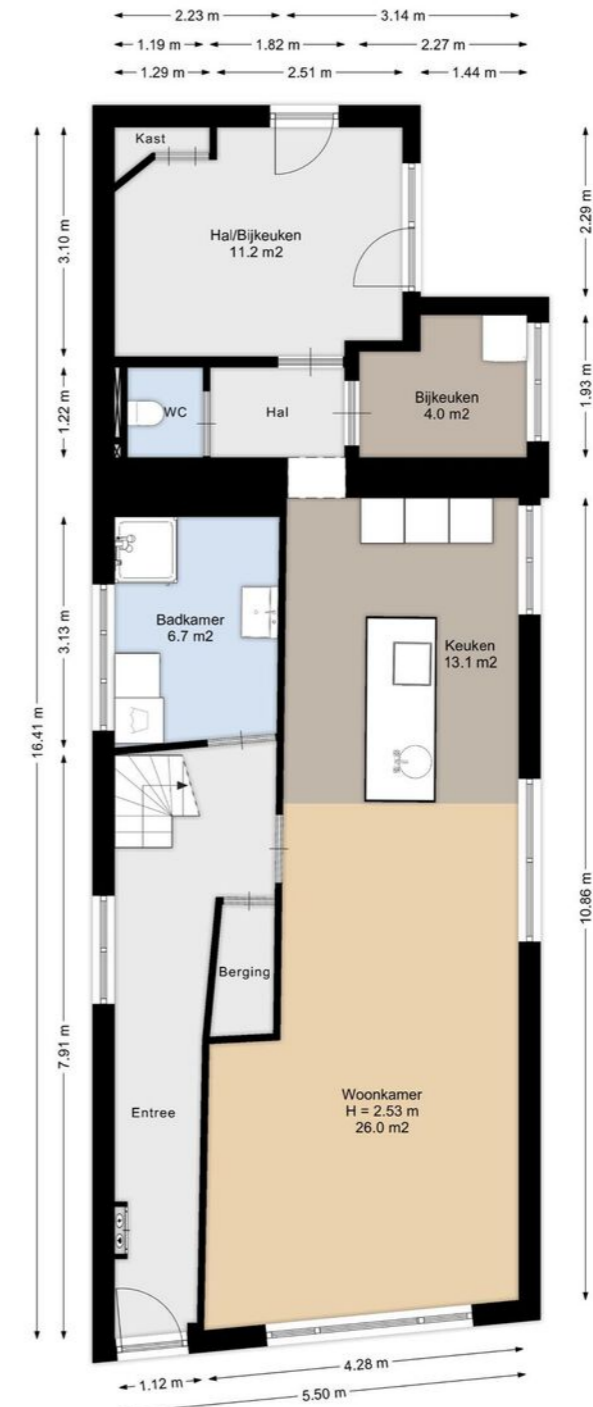 2.23 m
3.14 m
1.19 m
1.82 m
2.27 m
1.29 m
2.51 m
1.44 m
Kast
Hal/Bijkeuken
11.2 m2
3.10 m
2.29 m
1.22 m
WC
Hal
Bijkeuken
4.0 m2
1.93 m
Badkamer
6.7 m2
3.13 m
Keuken
13.1 m2
16.41 m
10.86 m
7.91 m
Berging
Entree
Woonkamer
H = 2.53 m
26.0 m2
1.12 m
4.28 m
5.50 m